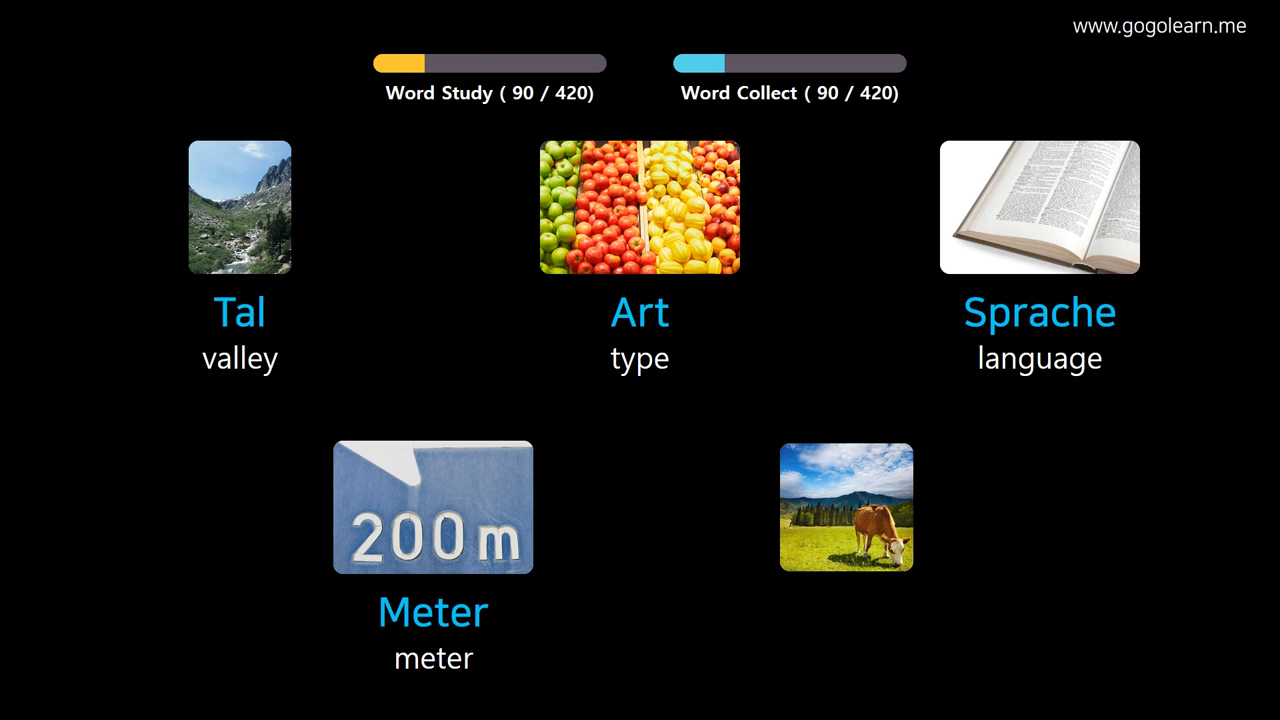 www.gogolearn.me
Word Study ( 90 / 420)
Word Collect ( 90 / 420)
Tal
valley
Art
type
Sprache
language
200m
Meter
meter